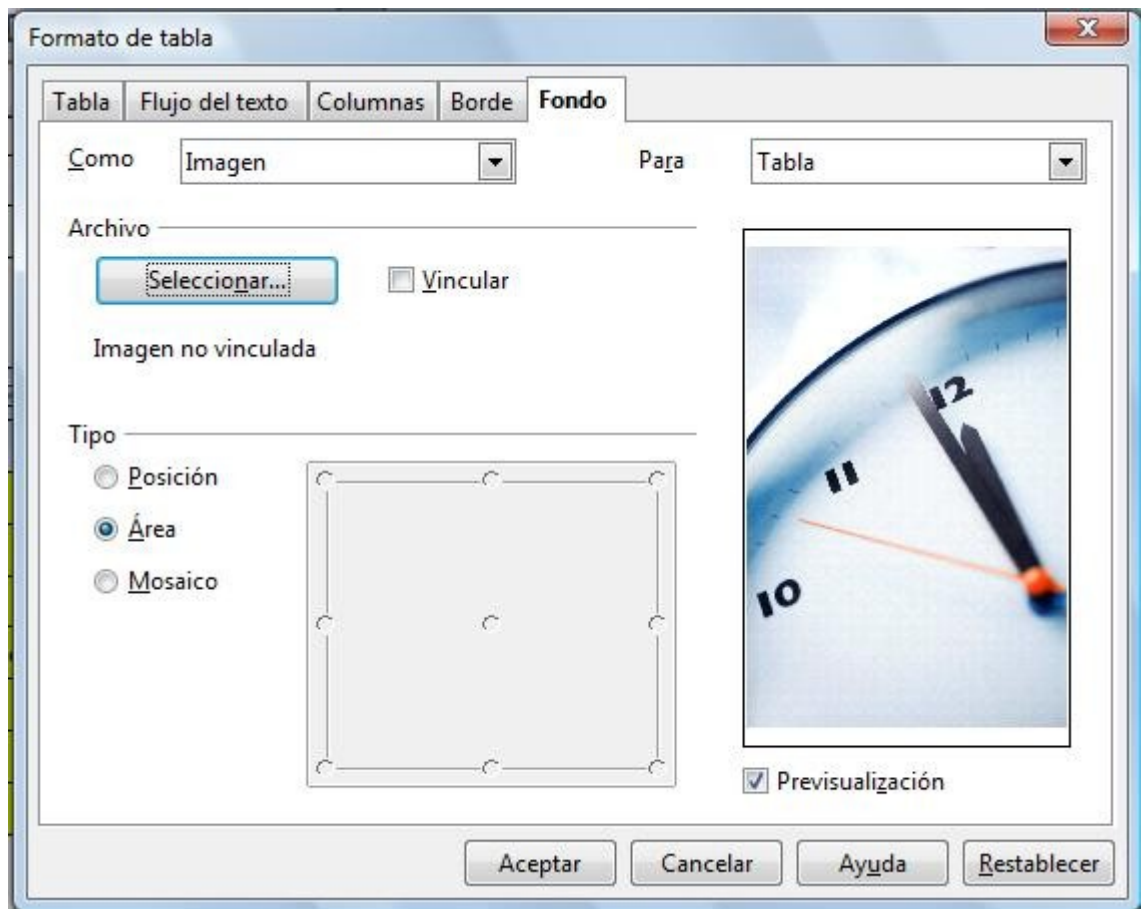 Formato de tabla
Tabla Flujo del texto Columnas Borde Fondo
Como Imagen Para Tabla
Archivo
Seleccionar... Vincular
Imagen no vinculada
Tipo
Posición
Área
Mosaico
12
11
10
Previsualización
Aceptar Cancelar Ayuda Restablecer